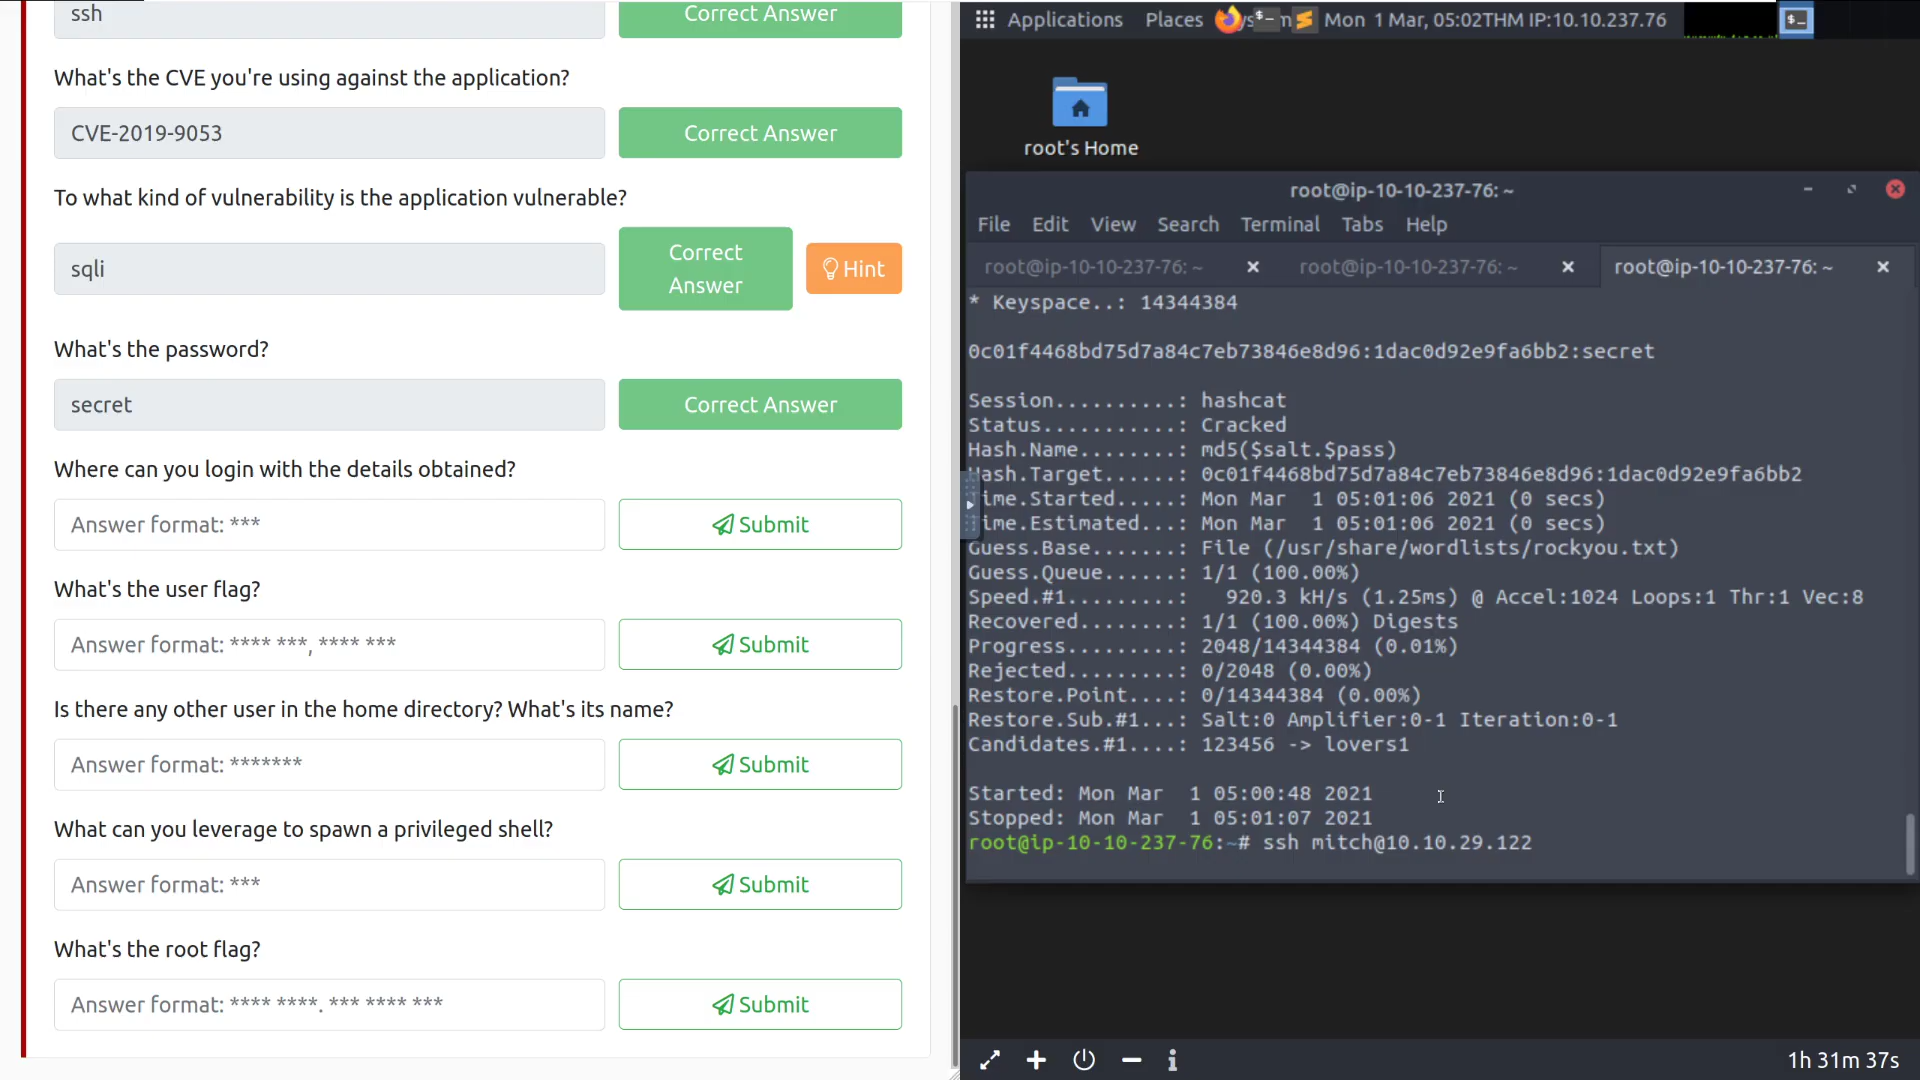 ssh
Correct Answer
What's the CVE you're using against the application?
CVE-2019-9053
Correct Answer
To what kind of vulnerability is the application vulnerable?
sqli
Correct
Answer
Hint
What's the password?
secret
Correct Answer
Where can you login with the details obtained?
Answer format: ***
Submit
What's the user flag?
Answer format: **** ***, **** ***
Submit
Is there any other user in the home directory? What's its name?
Answer format: *******
Submit
What can you leverage to spawn a privileged shell?
Answer format: ***
Submit
What's the root flag?
Answer format: **** ****. *** **** ***
Submit
Applications Places Mon 1 Mar, 05:02 THM IP:10.10.237.76
root's Home
root@ip-10-10-237-76: ~
File Edit View Search Terminal Tabs Help
root@ip-10-10-237-76: ~ root@ip-10-10-237-76: ~ root@ip-10-10-237-76: ~
* Keyspace..: 14344384
0c01f4468bd75d7a84c7eb73846e8d96:1dac0d92e9fa6bb2:secret
Session..........: hashcat
Status...........: Cracked
Hash.Name........: md5($salt.$pass)
Hash.Target......: 0c01f4468bd75d7a84c7eb73846e8d96:1dac0d92e9fa6bb2
Time.Started.....: Mon Mar  1 05:01:06 2021 (0 secs)
Time.Estimated...: Mon Mar  1 05:01:06 2021 (0 secs)
Guess.Base.......: File (/usr/share/wordlists/rockyou.txt)
Guess.Queue......: 1/1 (100.00%)
Speed.#1.........:   920.3 kH/s (1.25ms) @ Accel:1024 Loops:1 Thr:1 Vec:8
Recovered........: 1/1 (100.00%) Digests
Progress.........: 2048/14344384 (0.01%)
Rejected.........: 0/2048 (0.00%)
Restore.Point....: 0/14344384 (0.00%)
Restore.Sub.#1...: Salt:0 Amplifier:0-1 Iteration:0-1
Candidates.#1....: 123456 -> lovers1
Started: Mon Mar  1 05:00:48 2021
Stopped: Mon Mar  1 05:01:07 2021
root@ip-10-10-237-76:~# ssh mitch@10.10.29.122
1h 31m 37s